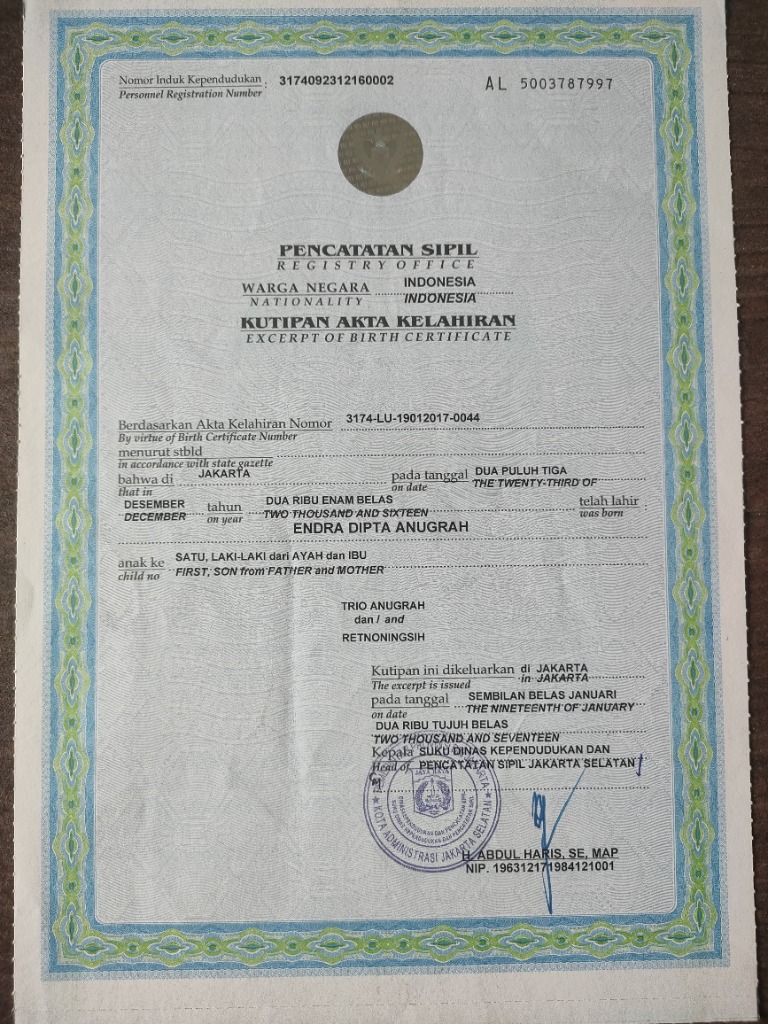 Nomor Induk Kependudukan : 3174092312160002
Personnel Registration Number
AL 5003787997
PENCATATAN SIPIL
REGISTRY OFFICE
WARGA NEGARA INDONESIA
NATIONALITY INDONESIA
KUTIPAN AKTA KELAHIRAN
EXCERPT OF BIRTH CERTIFICATE
Berdasarkan Akta Kelahiran Nomor 3174-LU-19012017-0044
By virtue of Birth Certificate Number
menurut stbld
in accordance with state gazette
bahwa di JAKARTA pada tanggal DUA PULUH TIGA
that in on date THE TWENTY-THIRD OF
DESEMBER tahun DUA RIBU ENAM BELAS telah lahir
DECEMBER on year TWO THOUSAND AND SIXTEEN was born
ENDRA DIPTA ANUGRAH
anak ke SATU, LAKI-LAKI dari AYAH dan IBU
child no FIRST, SON from FATHER and MOTHER
TRIO ANUGRAH
dan / and
RETNONINGSIH
Kutipan ini dikeluarkan di JAKARTA
The excerpt is issued in JAKARTA
pada tanggal SEMBILAN BELAS JANUARI
on date THE NINETEENTH OF JANUARY
DUA RIBU TUJUH BELAS
TWO THOUSAND AND SEVENTEEN
Kepala SUKU DINAS KEPENDUDUKAN DAN
Head of PENCATATAN SIPIL JAKARTA SELATAN
JAYA RAYA
KOTA ADMINISTRASI JAKARTA SELATAN
H. ABDUL HARIS, SE, MAP
NIP. 196312171984121001